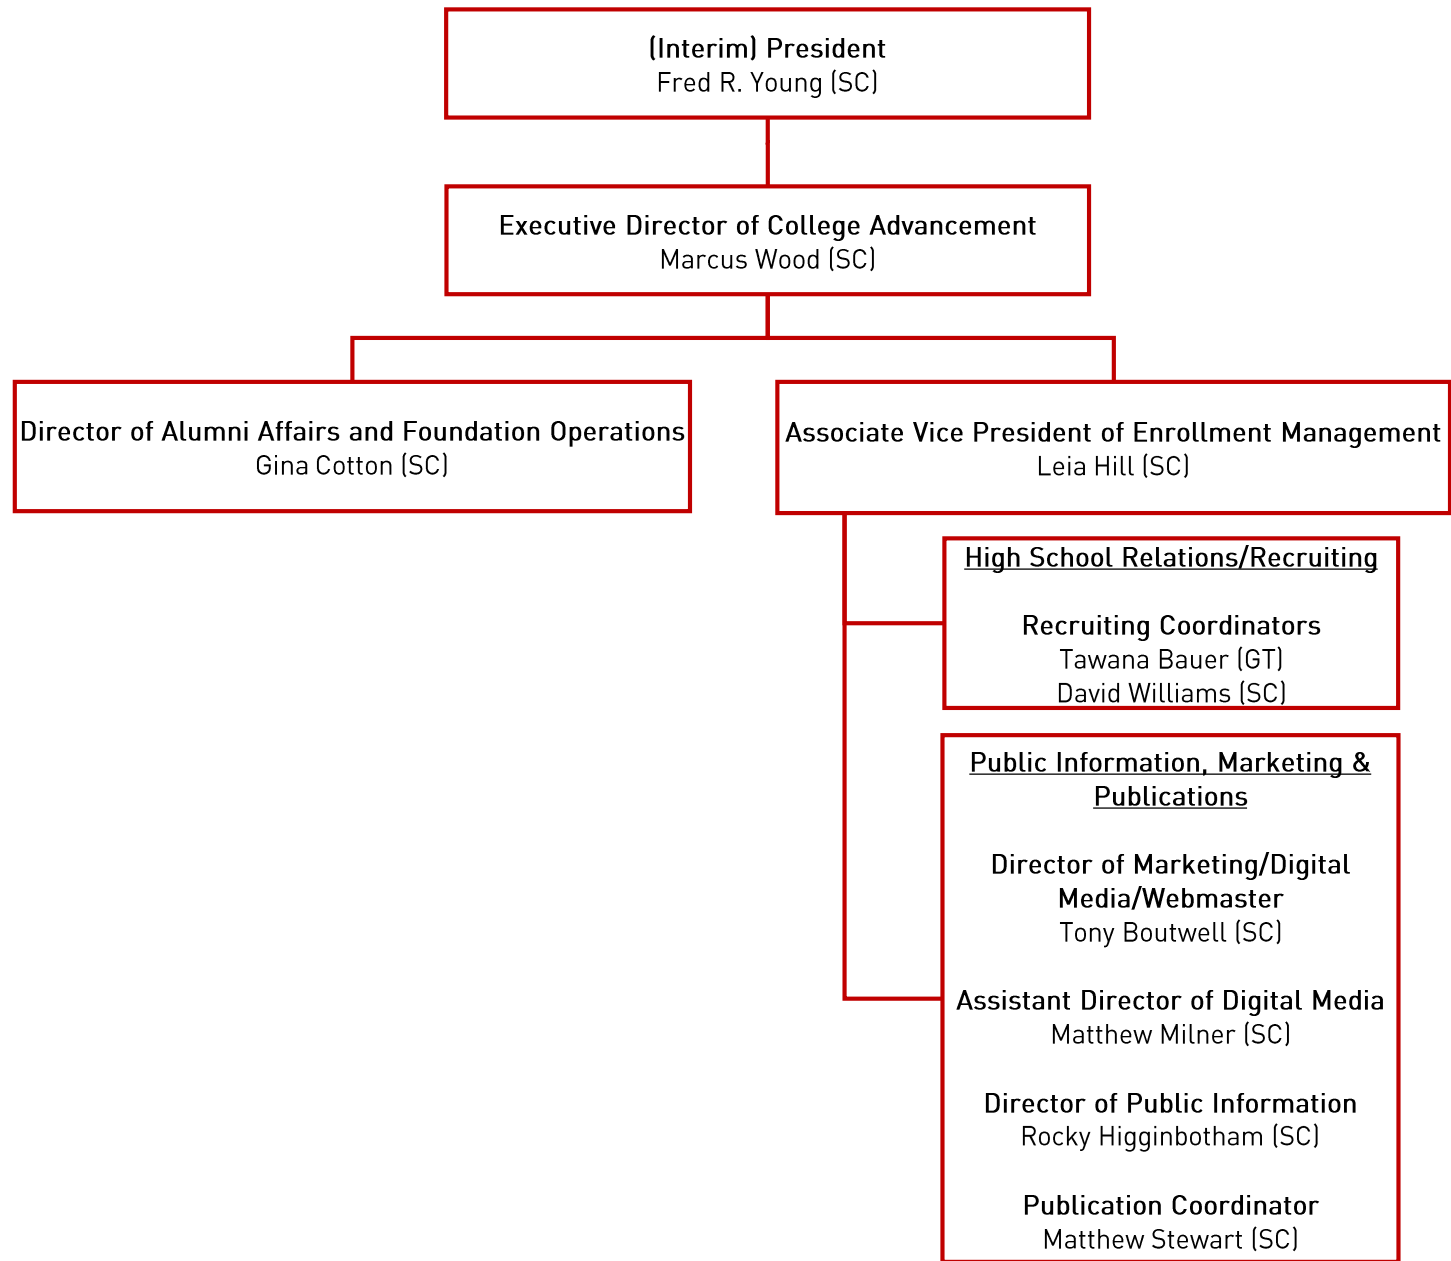 (Interim) President
Fred R. Young (SC)
Executive Director of College Advancement
Marcus Wood (SC)
Director of Alumni Affairs and Foundation Operations
Gina Cotton (SC)
Associate Vice President of Enrollment Management
Leia Hill (SC)
High School Relations/Recruiting
Recruiting Coordinators
Tawana Bauer (GT)
David Williams (SC)
Public Information, Marketing &
Publications
Director of Marketing/Digital
Media/Webmaster
Tony Boutwell (SC)
Assistant Director of Digital Media
Matthew Milner (SC)
Director of Public Information
Rocky Higginbotham (SC)
Publication Coordinator
Matthew Stewart (SC)